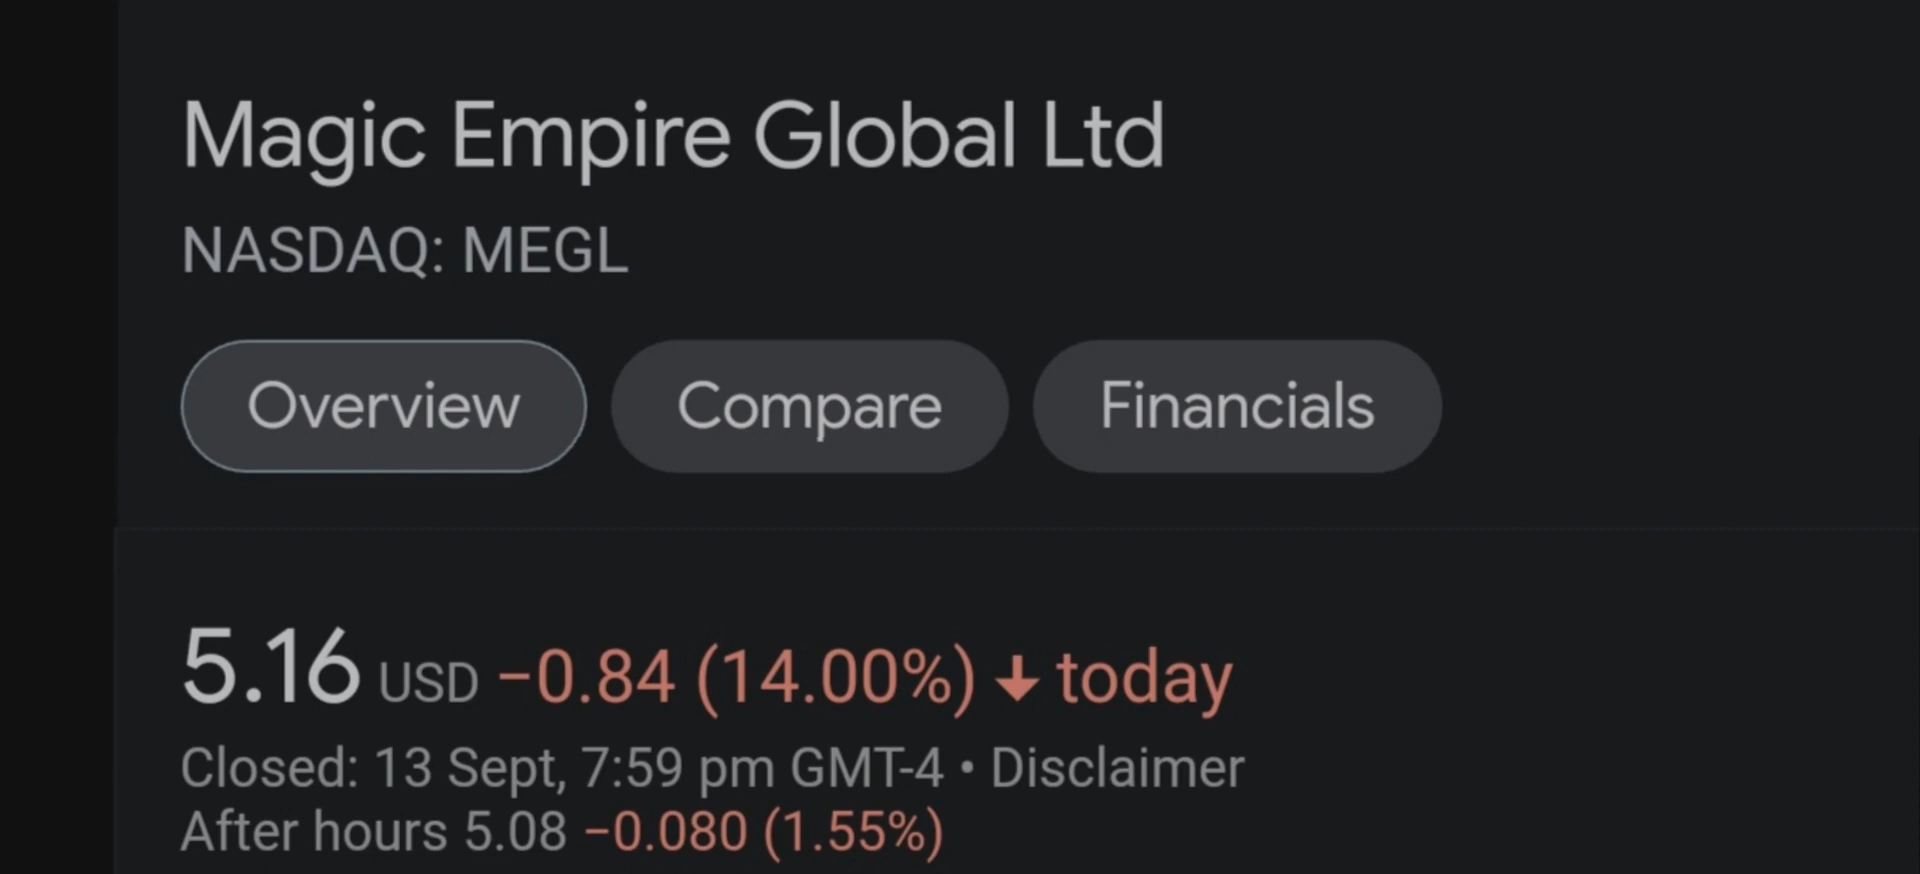 Magic Empire Global Ltd
NASDAQ: MEGL
Overview Compare Financials
5.16 USD −0.84 (14.00%) ↓ today
Closed: 13 Sept, 7:59 pm GMT-4 • Disclaimer
After hours 5.08 −0.080 (1.55%)